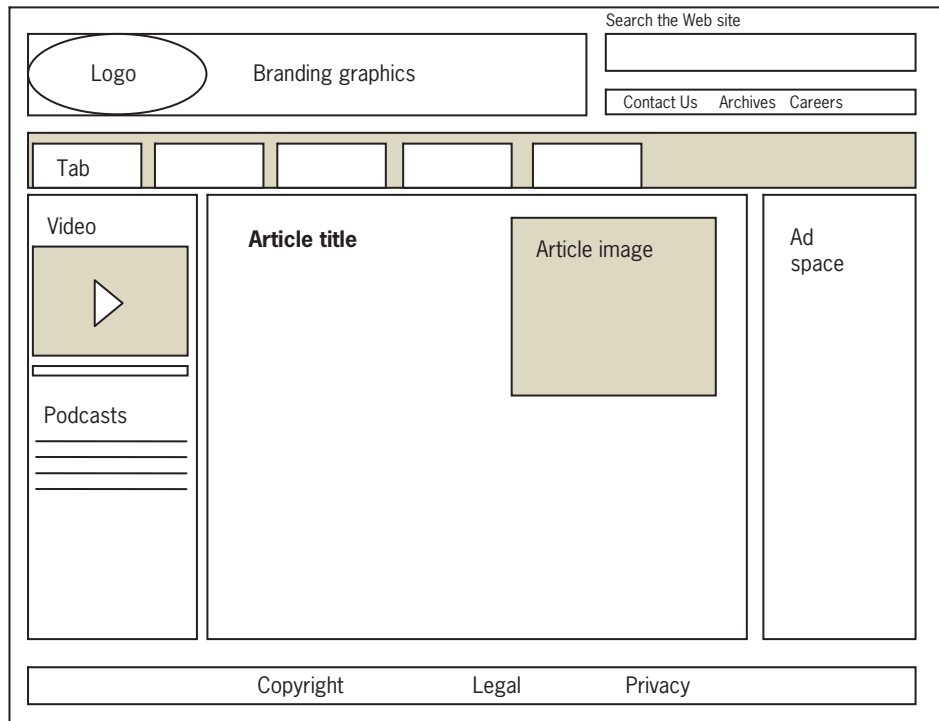 Search the Web site
Logo
Branding graphics
Contact Us Archives Careers
Tab
Video
Article title
Article image
Ad
space
Podcasts
Copyright Legal Privacy